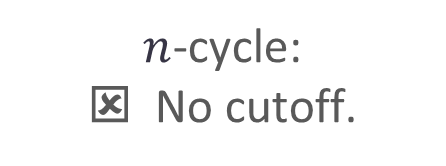 n-cycle:
☒ No cutoff.